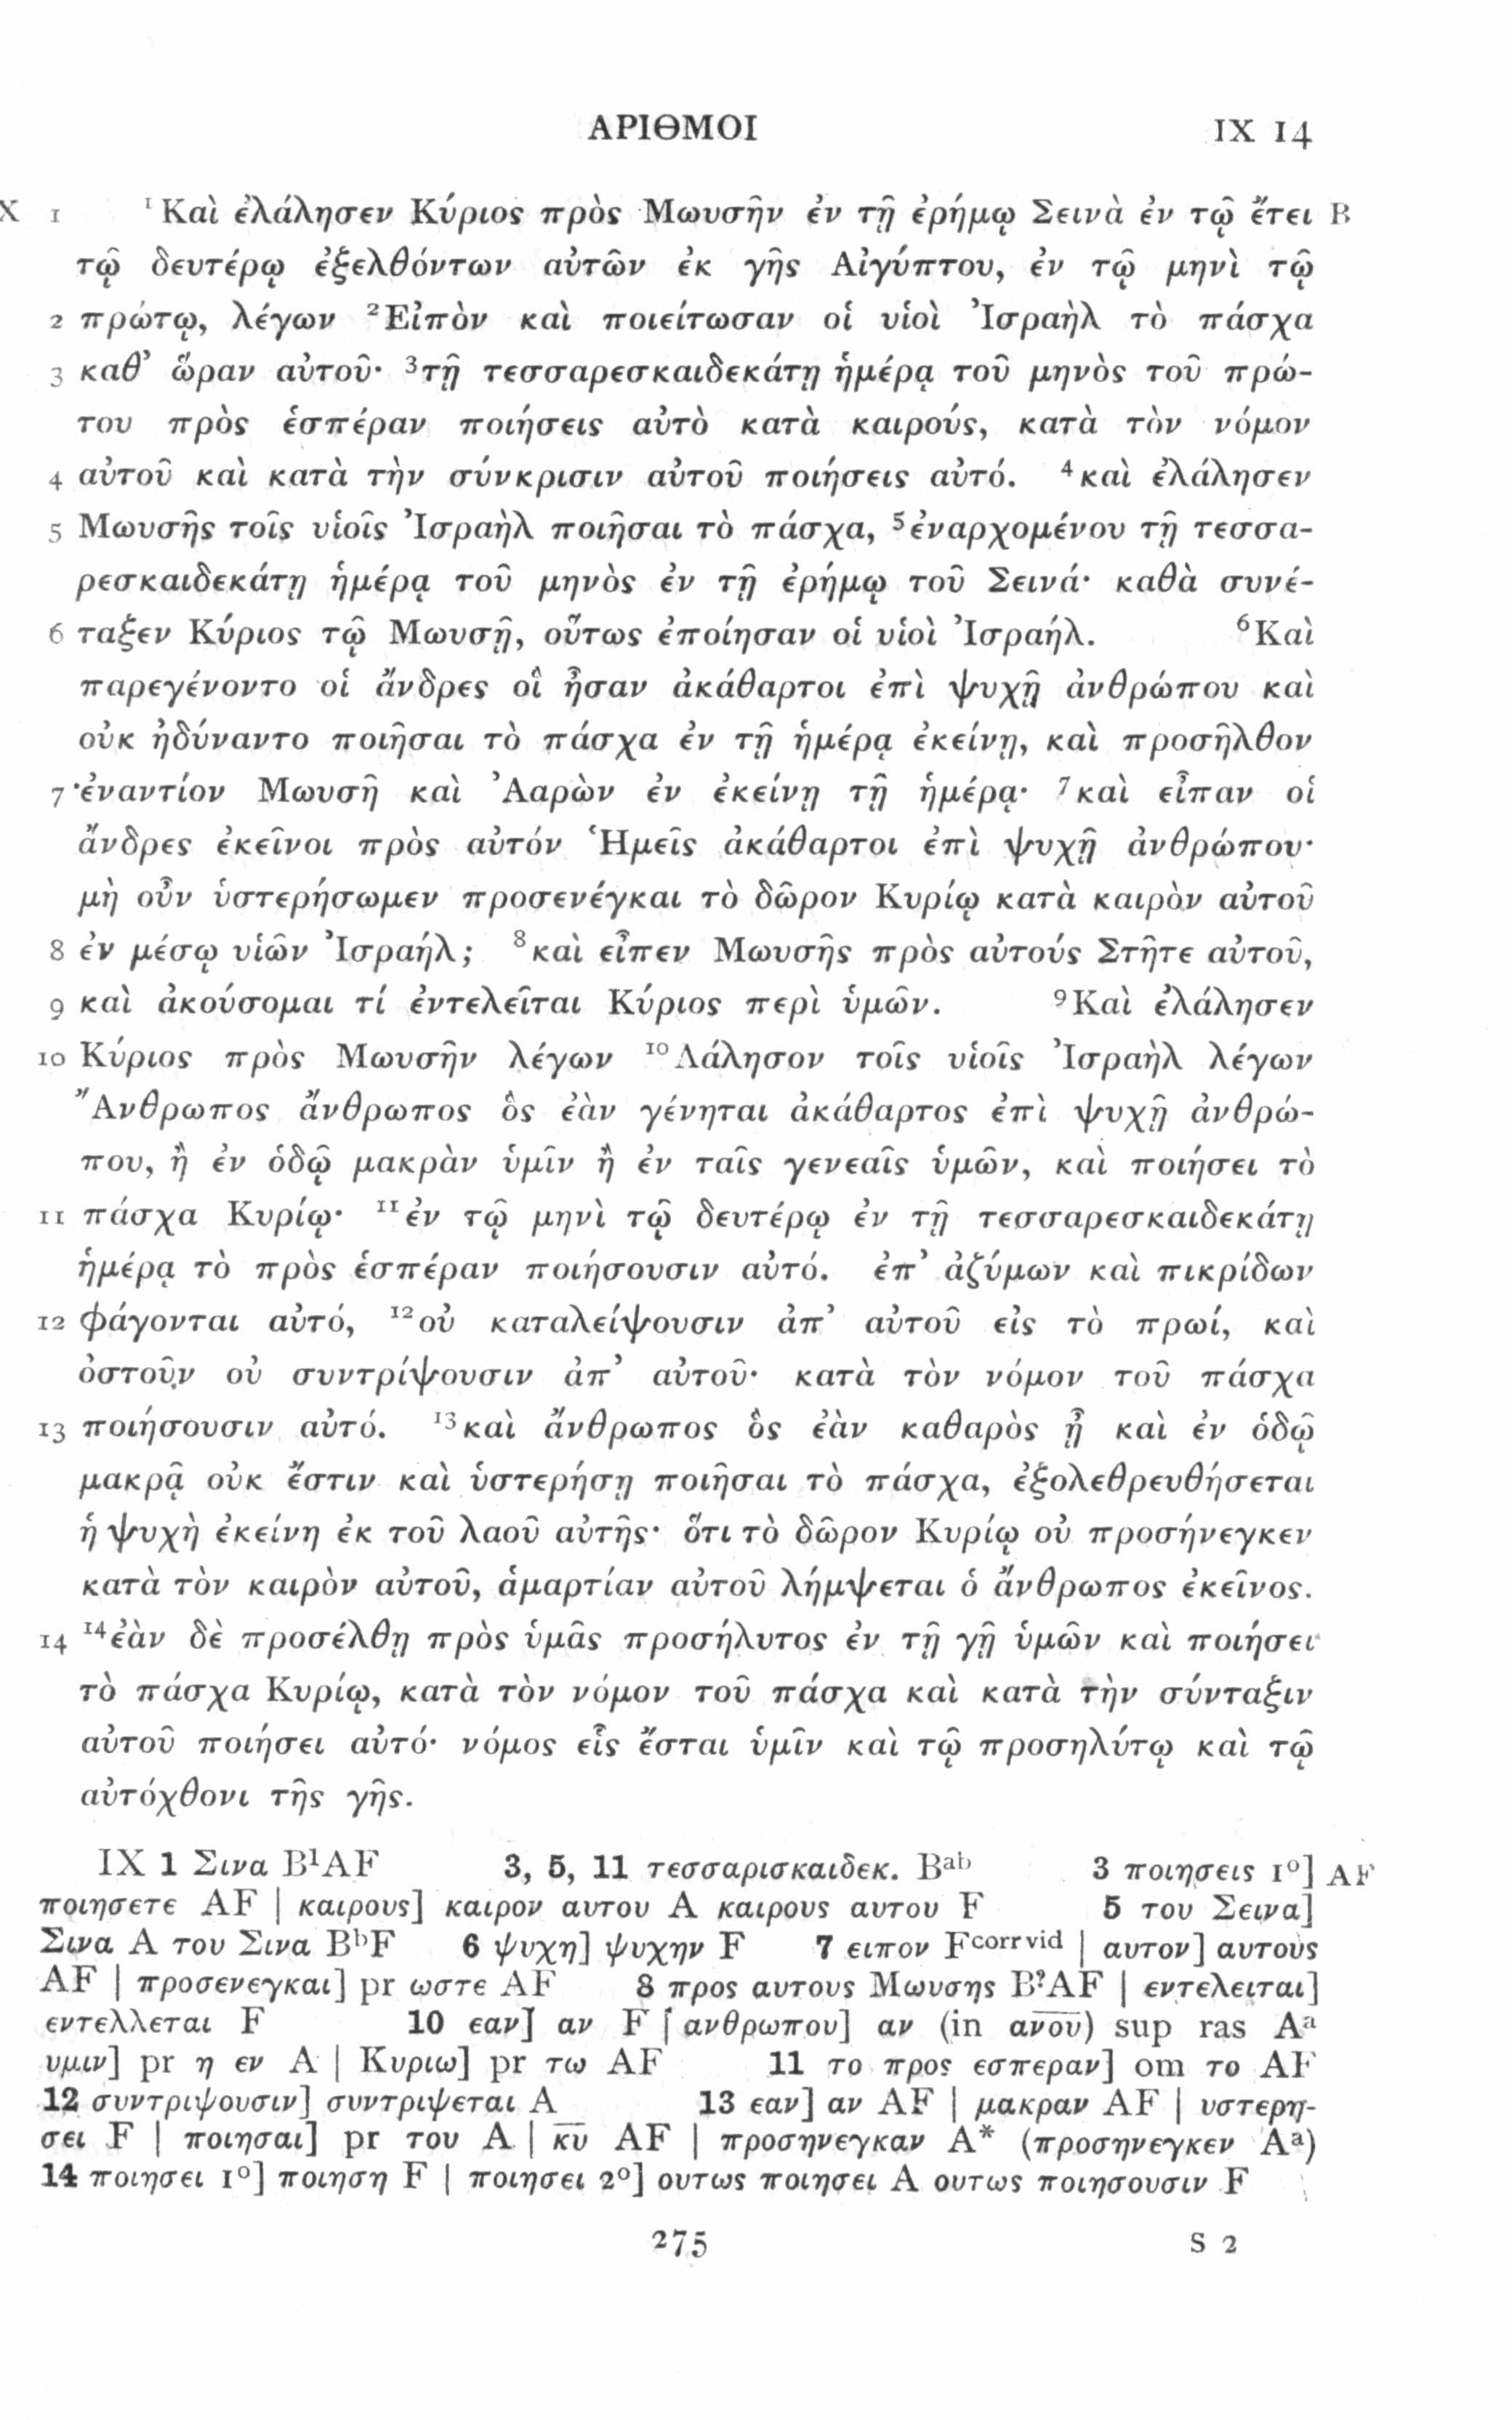 ΑΡΙΘΜΟΙ IX 14
X 1 ¹Καὶ ἐλάλησεν Κύριος πρὸς Μωυσῆν ἐν τῇ ἐρήμῳ Σεινὰ ἐν τῷ ἔτει B
τῷ δευτέρῳ ἐξελθόντων αὐτῶν ἐκ γῆς Αἰγύπτου, ἐν τῷ μηνὶ τῷ
2 πρώτῳ, λέγων ²Εἰπὸν καὶ ποιείτωσαν οἱ υἱοὶ Ἰσραὴλ τὸ πάσχα
3 καθ’ ὥραν αὐτοῦ· ³τῇ τεσσαρεσκαιδεκάτῃ ἡμέρᾳ τοῦ μηνὸς τοῦ πρώ-
του πρὸς ἑσπέραν ποιήσεις αὐτὸ κατὰ καιρούς, κατὰ τὸν νόμον
4 αὐτοῦ καὶ κατὰ τὴν σύνκρισιν αὐτοῦ ποιήσεις αὐτό. ⁴καὶ ἐλάλησεν
5 Μωυσῆς τοῖς υἱοῖς Ἰσραὴλ ποιῆσαι τὸ πάσχα, ⁵ἐναρχομένου τῇ τεσσα-
ρεσκαιδεκάτῃ ἡμέρᾳ τοῦ μηνὸς ἐν τῇ ἐρήμῳ τοῦ Σεινά· καθὰ συνέ-
6 ταξεν Κύριος τῷ Μωυσῇ, οὕτως ἐποίησαν οἱ υἱοὶ Ἰσραήλ. ⁶Καὶ
παρεγένοντο οἱ ἄνδρες οἳ ἦσαν ἀκάθαρτοι ἐπὶ ψυχῇ ἀνθρώπου καὶ
οὐκ ἠδύναντο ποιῆσαι τὸ πάσχα ἐν τῇ ἡμέρᾳ ἐκείνῃ, καὶ προσῆλθον
7 ἐναντίον Μωυσῆ καὶ Ἀαρὼν ἐν ἐκείνῃ τῇ ἡμέρᾳ· ⁷καὶ εἶπαν οἱ
ἄνδρες ἐκεῖνοι πρὸς αὐτόν Ἡμεῖς ἀκάθαρτοι ἐπὶ ψυχῇ ἀνθρώπου·
μὴ οὖν ὑστερήσωμεν προσενέγκαι τὸ δῶρον Κυρίῳ κατὰ καιρὸν αὐτοῦ
8 ἐν μέσῳ υἱῶν Ἰσραήλ; ⁸καὶ εἶπεν Μωυσῆς πρὸς αὐτούς Στῆτε αὐτοῦ,
9 καὶ ἀκούσομαι τί ἐντελεῖται Κύριος περὶ ὑμῶν. ⁹Καὶ ἐλάλησεν
10 Κύριος πρὸς Μωυσῆν λέγων ¹⁰Λάλησον τοῖς υἱοῖς Ἰσραὴλ λέγων
Ἄνθρωπος ἄνθρωπος ὃς ἐὰν γένηται ἀκάθαρτος ἐπὶ ψυχῇ ἀνθρώ-
που, ἢ ἐν ὁδῷ μακρὰν ὑμῖν ἢ ἐν ταῖς γενεαῖς ὑμῶν, καὶ ποιήσει τὸ
11 πάσχα Κυρίῳ· ¹¹ἐν τῷ μηνὶ τῷ δευτέρῳ ἐν τῇ τεσσαρεσκαιδεκάτῃ
ἡμέρᾳ τὸ πρὸς ἑσπέραν ποιήσουσιν αὐτό. ἐπ’ ἀζύμων καὶ πικρίδων
12 φάγονται αὐτό, ¹²οὐ καταλείψουσιν ἀπ’ αὐτοῦ εἰς τὸ πρωί, καὶ
ὀστοῦν οὐ συντρίψουσιν ἀπ’ αὐτοῦ· κατὰ τὸν νόμον τοῦ πάσχα
13 ποιήσουσιν αὐτό. ¹³καὶ ἄνθρωπος ὃς ἐὰν καθαρὸς ᾖ καὶ ἐν ὁδῷ
μακρᾷ οὐκ ἔστιν καὶ ὑστερήσῃ ποιῆσαι τὸ πάσχα, ἐξολεθρευθήσεται
ἡ ψυχὴ ἐκείνη ἐκ τοῦ λαοῦ αὐτῆς· ὅτι τὸ δῶρον Κυρίῳ οὐ προσήνεγκεν
κατὰ τὸν καιρὸν αὐτοῦ, ἁμαρτίαν αὐτοῦ λήμψεται ὁ ἄνθρωπος ἐκεῖνος.
14 ¹⁴ἐὰν δὲ προσέλθῃ πρὸς ὑμᾶς προσήλυτος ἐν τῇ γῇ ὑμῶν καὶ ποιήσει
τὸ πάσχα Κυρίῳ, κατὰ τὸν νόμον τοῦ πάσχα καὶ κατὰ τὴν σύνταξιν
αὐτοῦ ποιήσει αὐτό· νόμος εἷς ἔσται ὑμῖν καὶ τῷ προσηλύτῳ καὶ τῷ
αὐτόχθονι τῆς γῆς.
IX 1 Σινα B¹AF 3, 5, 11 τεσσαρισκαιδεκ. Bᵃᵇ 3 ποιησεις 1°] AF
ποιησετε AF | καιρους] καιρον αυτου A καιρους αυτου F 5 του Σεινα]
Σινα A του Σινα BᵇF 6 ψυχη] ψυχην F 7 ειπον Fᶜᵒʳʳ ᵛⁱᵈ | αυτον] αυτους
AF | προσενεγκαι] pr ωστε AF 8 προς αυτους Μωυσης B?AF | εντελειται]
εντελλεται F 10 εαν] αν F | ανθρωπου] αν (in α̅ν̅ο̅υ̅) sup ras Aᵃ
υμιν] pr η εν A | Κυριω] pr τω AF 11 το προς εσπεραν] om το AF
12 συντριψουσιν] συντριψεται A 13 εαν] αν AF | μακραν AF | υστερη-
σει F | ποιησαι] pr του A | κ̅υ̅ AF | προσηνεγκαν A* (προσηνεγκεν Aᵃ)
14 ποιησει 1°] ποιηση F | ποιησει 2°] ουτως ποιησει A ουτως ποιησουσιν F
275 S 2